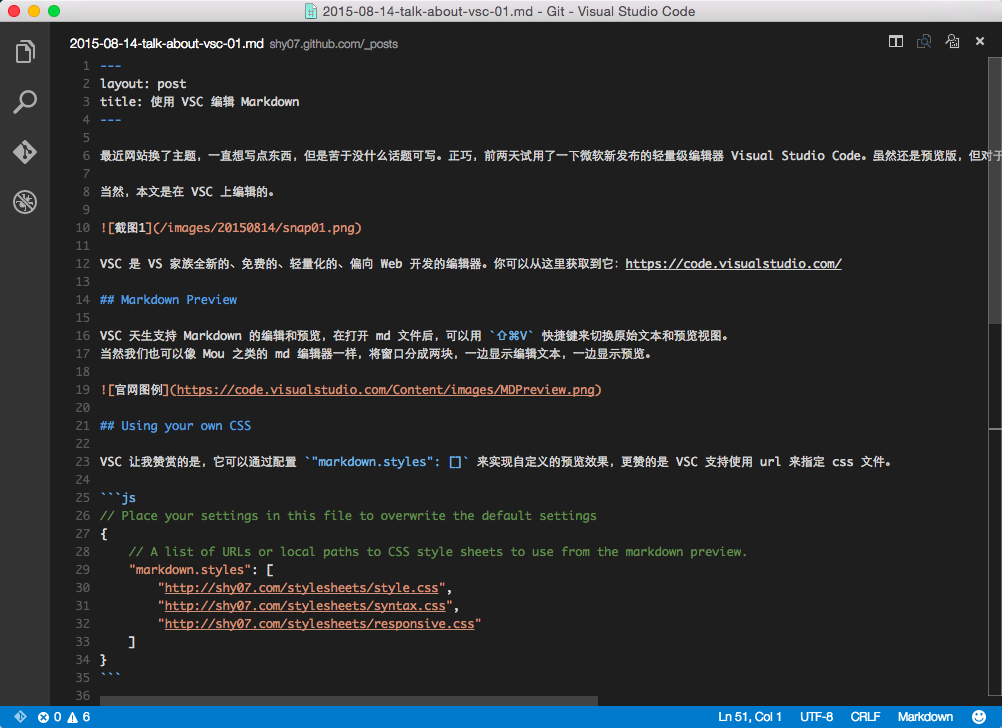 2015-08-14-talk-about-vsc-01.md - Git - Visual Studio Code
2015-08-14-talk-about-vsc-01.md shy07.github.com/_posts
1 ---
2 layout: post
3 title: 使用 VSC 编辑 Markdown
4 ---
5
6 最近网站换了主题，一直想写点东西，但是苦于没什么话题可写。正巧，前两天试用了一下微软新发布的轻量级编辑器 Visual Studio Code。虽然还是预览版，但对于
7
8 当然，本文是在 VSC 上编辑的。
9
10 ![截图1](/images/20150814/snap01.png)
11
12 VSC 是 VS 家族全新的、免费的、轻量化的、偏向 Web 开发的编辑器。你可以从这里获取到它：https://code.visualstudio.com/
13
14 ## Markdown Preview
15
16 VSC 天生支持 Markdown 的编辑和预览，在打开 md 文件后，可以用 `⇧⌘V` 快捷键来切换原始文本和预览视图。
17 当然我们也可以像 Mou 之类的 md 编辑器一样，将窗口分成两块，一边显示编辑文本，一边显示预览。
18
19 ![官网图例](https://code.visualstudio.com/Content/images/MDPreview.png)
20
21 ## Using your own CSS
22
23 VSC 让我赞赏的是，它可以通过配置 `"markdown.styles": []` 来实现自定义的预览效果，更赞的是 VSC 支持使用 url 来指定 css 文件。
24
25 ```js
26 // Place your settings in this file to overwrite the default settings
27 {
28     // A list of URLs or local paths to CSS style sheets to use from the markdown preview.
29     "markdown.styles": [
30         "http://shy07.com/stylesheets/style.css",
31         "http://shy07.com/stylesheets/syntax.css",
32         "http://shy07.com/stylesheets/responsive.css"
33     ]
34 }
35 ```
36
0 6 Ln 51, Col 1 UTF-8 CRLF Markdown